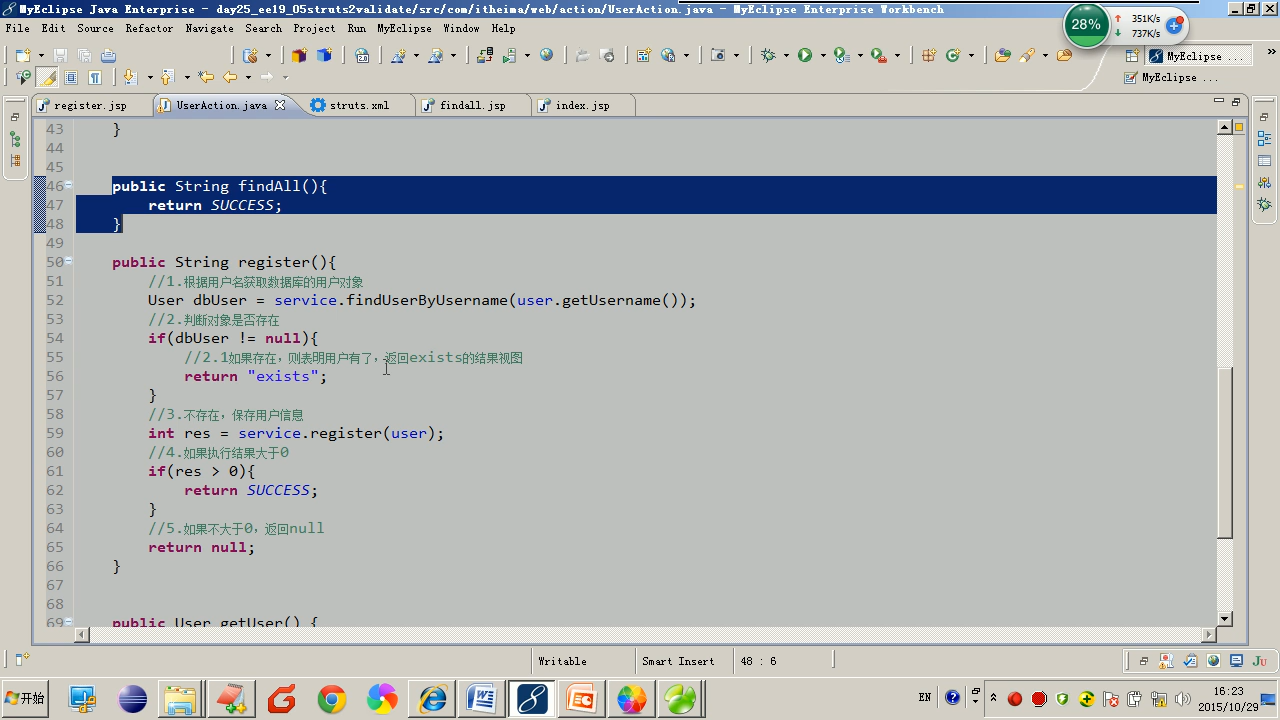 MyEclipse Java Enterprise - day25_ee19_05struts2validate/src/com/itheima/web/action/UserAction.java - MyEclipse Enterprise Workbench
File Edit Source Refactor Navigate Search Project Run MyEclipse Window Help
28% 351K/s
737K/s
MyEclipse ...
MyEclipse ...
register.jsp UserAction.java struts.xml findall.jsp index.jsp
43 }
44
45
46 public String findAll(){
47 return SUCCESS;
48 }
49
50 public String register(){
51 //1.根据用户名获取数据库的用户对象
52 User dbUser = service.findUserByUsername(user.getUsername());
53 //2.判断对象是否存在
54 if(dbUser != null){
55 //2.1如果存在，则表明用户有了，返回exists的结果视图
56 return "exists";
57 }
58 //3.不存在，保存用户信息
59 int res = service.register(user);
60 //4.如果执行结果大于0
61 if(res > 0){
62 return SUCCESS;
63 }
64 //5.如果不大于0，返回null
65 return null;
66 }
67
68
69 public User getUser() {
Writable Smart Insert 48 : 6
开始 EN 16:23
2015/10/29